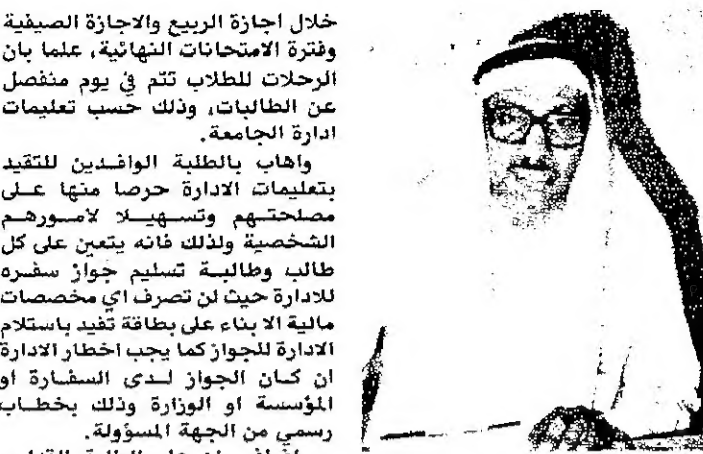 خلال اجازة الربيع والاجازة الصيفية
وفترة الامتحانات النهائية، علما بان
الرحلات للطلاب تتم في يوم منفصل
عن الطالبات، وذلك حسب تعليمات
ادارة الجامعة.
واهاب بالطلبة الوافدين للتقيد
بتعليمات الادارة حرصا منها على
مصلحتهم وتسهيلا لامورهم
الشخصية ولذلك فانه يتعين على كل
طالب وطالبة تسليم جواز سفره
للادارة حيث لن تصرف اي مخصصات
مالية الا بناء على بطاقة تفيد باستلام
الادارة للجواز كما يجب اخطار الادارة
ان كان الجواز لدى السفارة او
المؤسسة او الوزارة وذلك بخطاب
رسمي من الجهة المسؤولة.